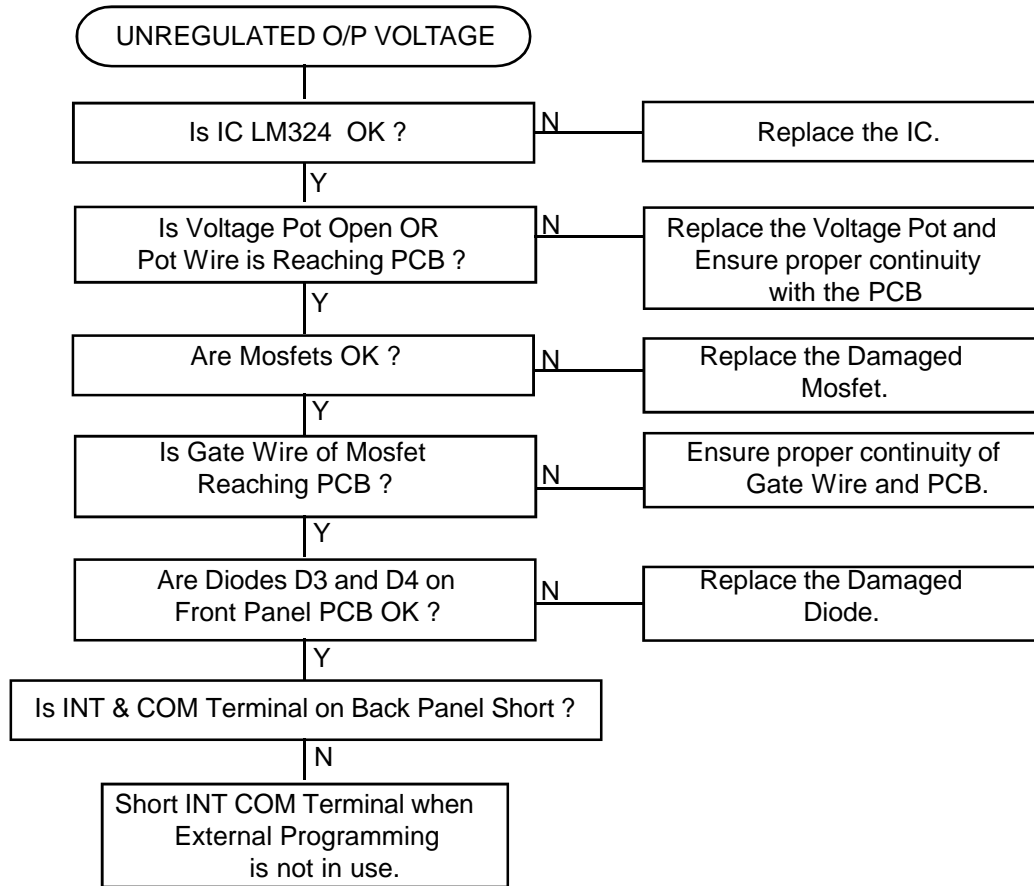 UNREGULATED O/P VOLTAGE
Is IC LM324 OK ?
N
Replace the IC.
Y
Is Voltage Pot Open OR
Pot Wire is Reaching PCB ?
N
Replace the Voltage Pot and
Ensure proper continuity
with the PCB
Y
Are Mosfets OK ?
N
Replace the Damaged
Mosfet.
Y
Is Gate Wire of Mosfet
Reaching PCB ?
N
Ensure proper continuity of
Gate Wire and PCB.
Y
Are Diodes D3 and D4 on
Front Panel PCB OK ?
N
Replace the Damaged
Diode.
Y
Is INT & COM Terminal on Back Panel Short ?
N
Short INT COM Terminal when
External Programming
is not in use.